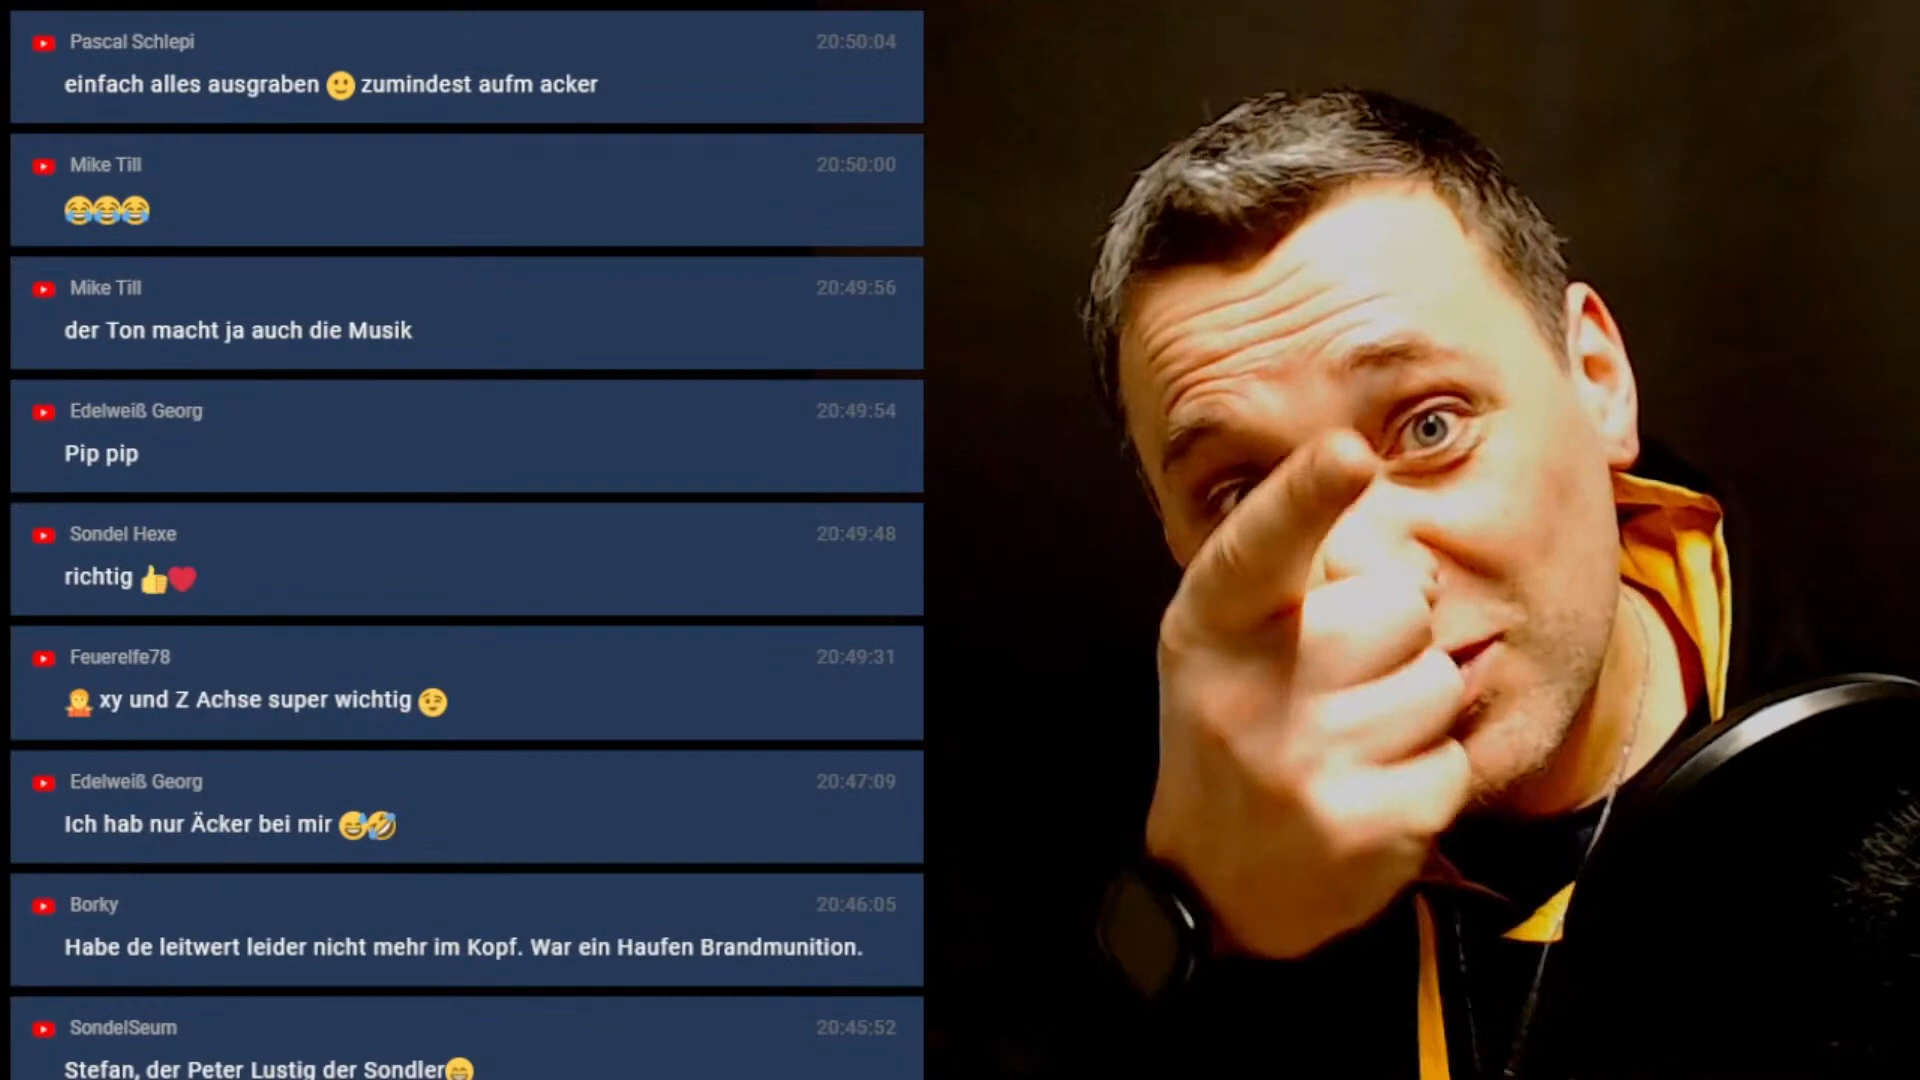 Pascal Schlepi 20:50:04
einfach alles ausgraben 🙂 zumindest aufm acker
Mike Till 20:50:00
😂😂😂
Mike Till 20:49:56
der Ton macht ja auch die Musik
Edelweiß Georg 20:49:54
Pip pip
Sondel Hexe 20:49:48
richtig 👍❤️
Feuerelfe78 20:49:31
🤷 xy und Z Achse super wichtig 😉
Edelweiß Georg 20:47:09
Ich hab nur Äcker bei mir 😅🤣
Borky 20:46:05
Habe de leitwert leider nicht mehr im Kopf. War ein Haufen Brandmunition.
SondelSeum 20:45:52
Stefan, der Peter Lustig der Sondler😄